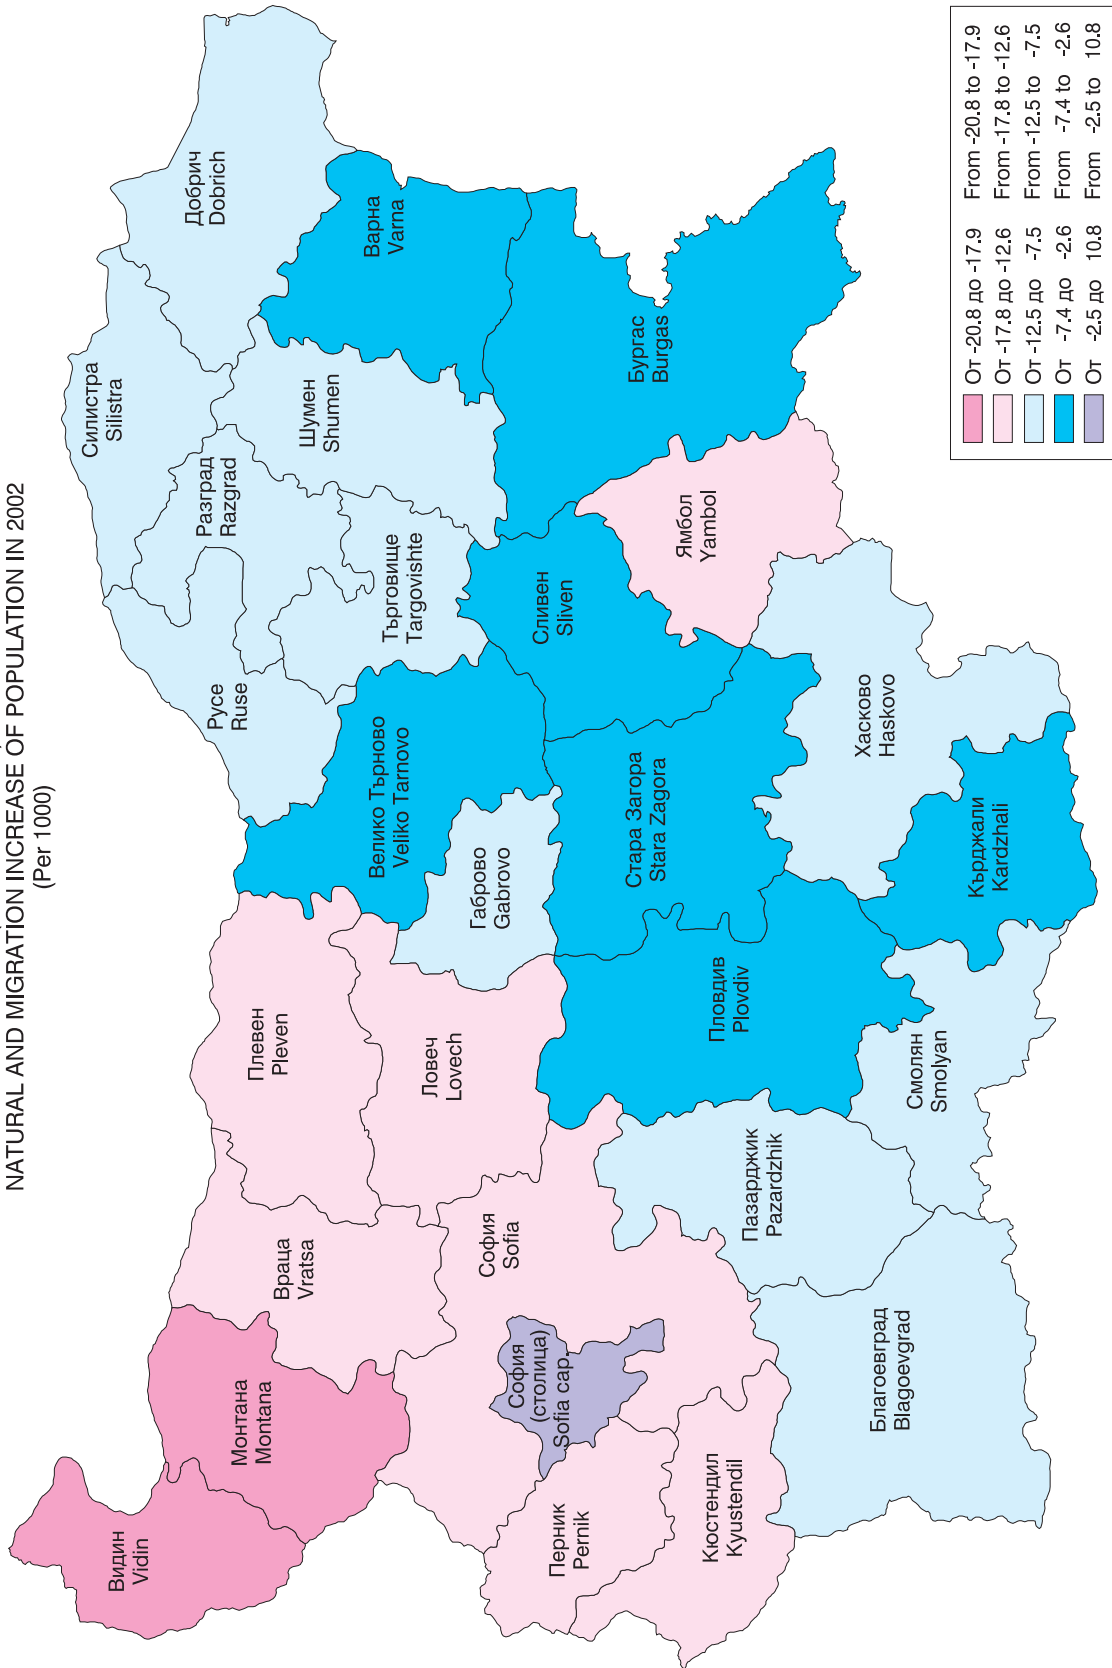 NATURAL AND MIGRATION INCREASE OF POPULATION IN 2002
(Per 1000)
Видин
Vidin
Монтана
Montana
Враца
Vratsa
Плевен
Pleven
Ловеч
Lovech
Велико Търново
Veliko Tarnovo
Габрово
Gabrovo
Русе
Ruse
Разград
Razgrad
Силистра
Silistra
Добрич
Dobrich
Търговище
Targovishte
Шумен
Shumen
Варна
Varna
София
Sofia
София
(столица)
Sofia cap.
Перник
Pernik
Кюстендил
Kyustendil
Благоевград
Blagoevgrad
Пазарджик
Pazardzhik
Пловдив
Plovdiv
Стара Загора
Stara Zagora
Сливен
Sliven
Ямбол
Yambol
Бургас
Burgas
Смолян
Smolyan
Кърджали
Kardzhali
Хасково
Haskovo
От -20.8 до -17.9 From -20.8 to -17.9
От -17.8 до -12.6 From -17.8 to -12.6
От -12.5 до -7.5 From -12.5 to -7.5
От -7.4 до -2.6 From -7.4 to -2.6
От -2.5 до 10.8 From -2.5 to 10.8